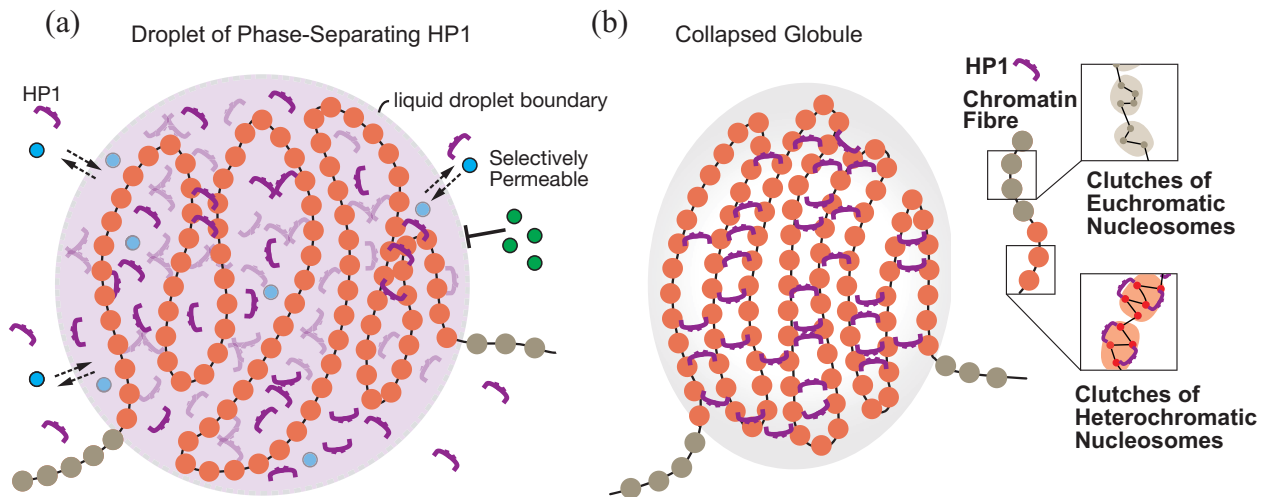 (a)
Droplet of Phase-Separating HP1
HP1
liquid droplet boundary
Selectively
Permeable
(b)
Collapsed Globule
HP1
Chromatin
Fibre
Clutches of
Euchromatic
Nucleosomes
Clutches of
Heterochromatic
Nucleosomes